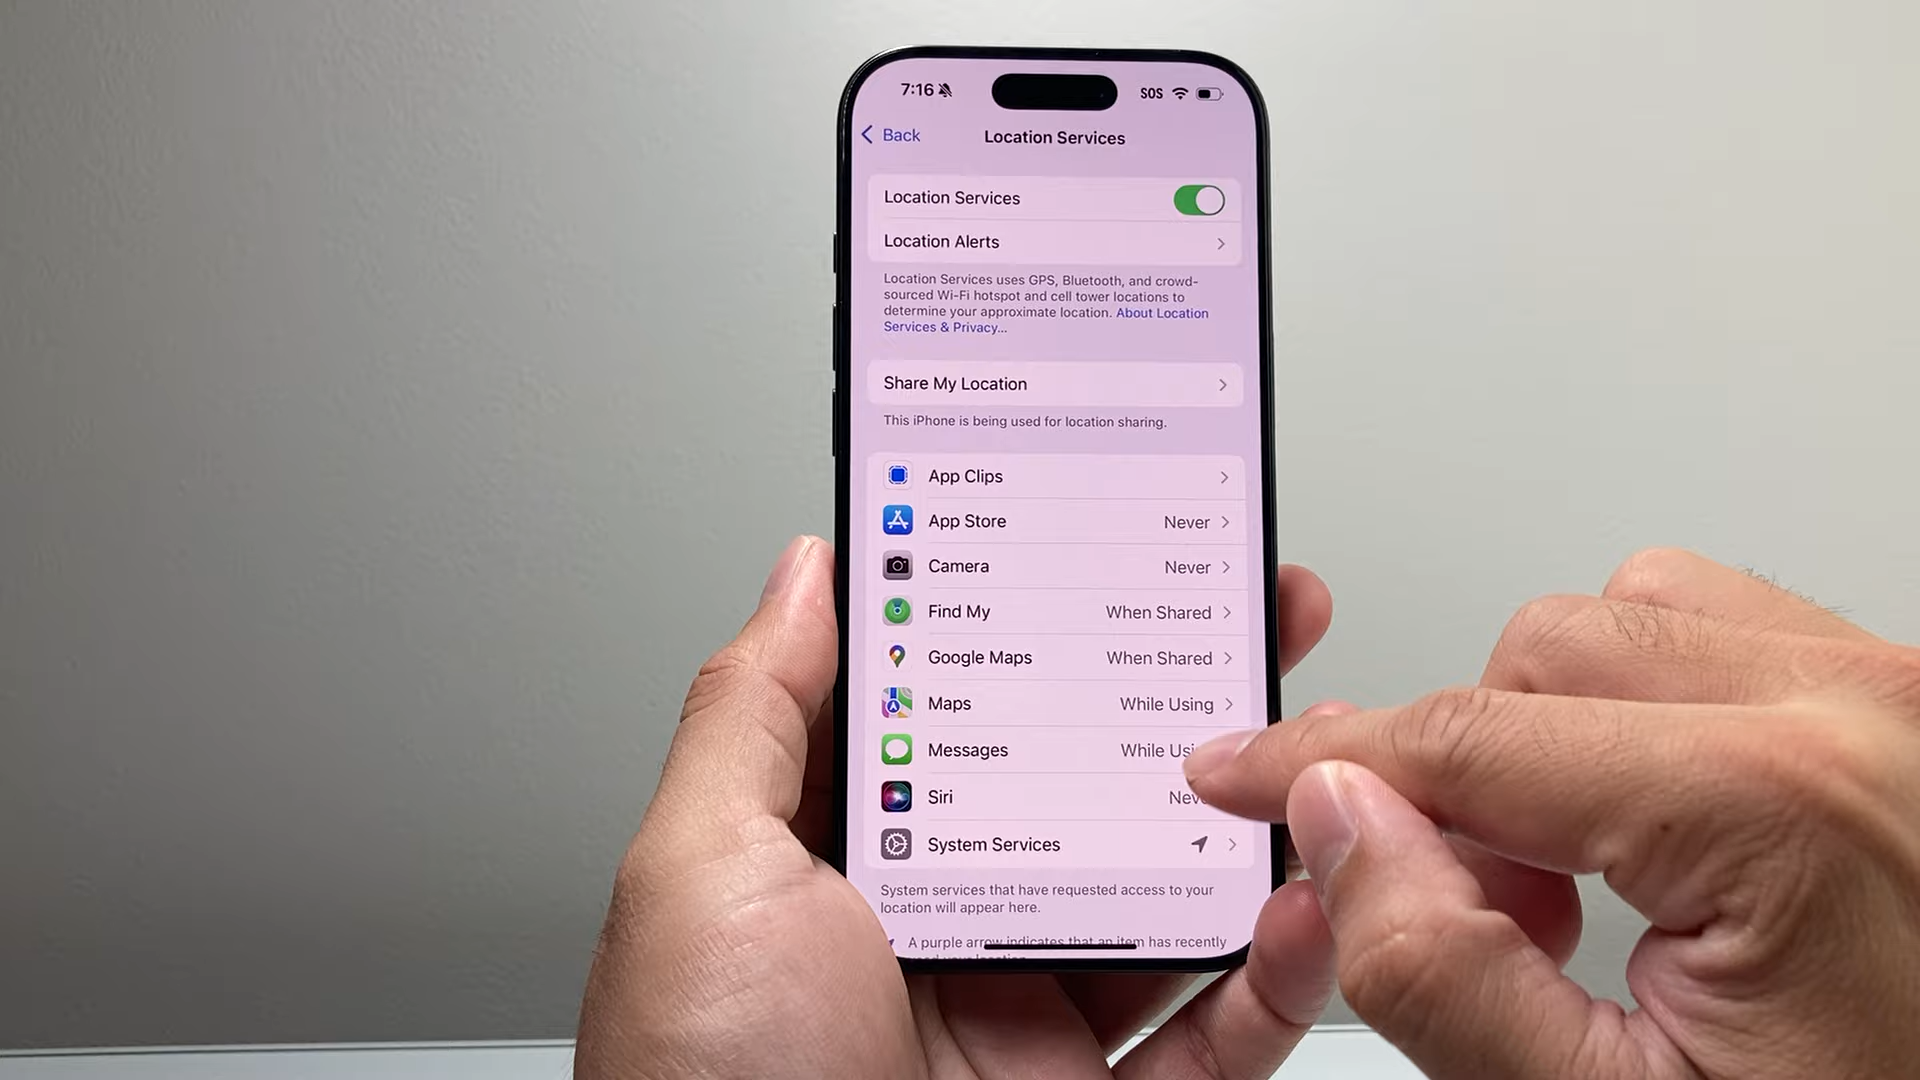 7:16
SOS
Back
Location Services
Location Services
Location Alerts
Location Services uses GPS, Bluetooth, and crowd-
sourced Wi-Fi hotspot and cell tower locations to
determine your approximate location. About Location
Services & Privacy...
Share My Location
This iPhone is being used for location sharing.
App Clips
App Store Never
Camera Never
Find My When Shared
Google Maps When Shared
Maps While Using
Messages While
Siri
System Services
System services that have requested access to your
location will appear here.
A purple arrow indicates that an item has recently
your location